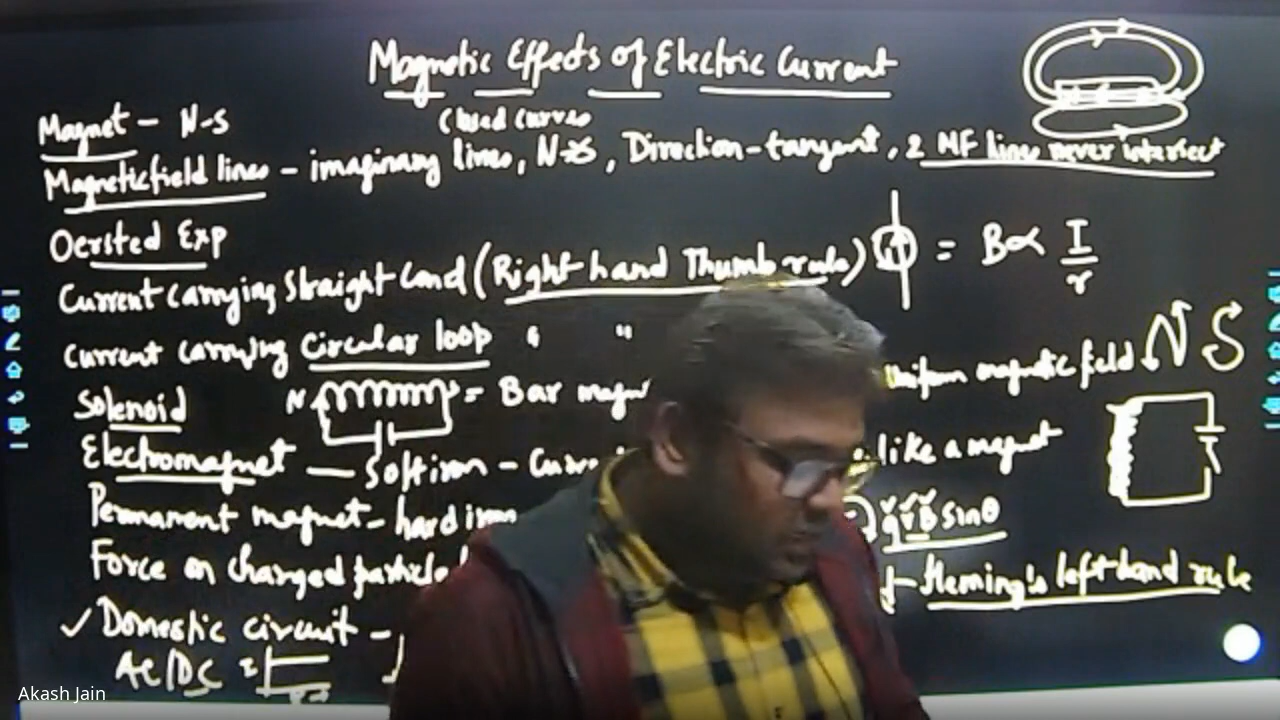 Magnetic Effects of Electric Current
Magnet - N-S
Closed curves
Magnetic field lines - imaginary lines, N→S, Direction-tangent, 2 MF lines never intersect
Oersted Exp
Current carrying straight Cond (Right hand Thumb rule) = B∝ I/r
Current carrying Circular loop " " Uniform magnetic field N S
Solenoid N = Bar
Electromagnet — Soft iron - like a magnet
Permanent magnet - hard iron
qvB sinθ
Force on charged particle Fleming's left hand rule
✓ Domestic circuit -
AC/DC
Akash Jain